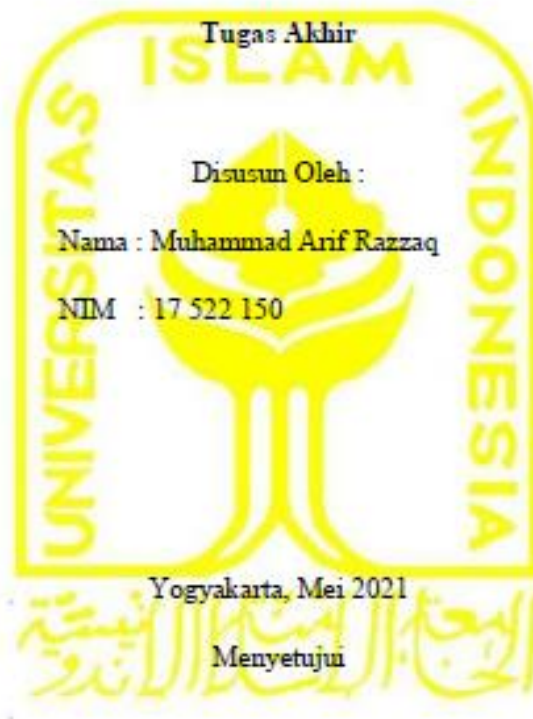 Tugas Akhir
UNIVERSITAS ISLAM INDONESIA
Disusun Oleh :
Nama : Muhammad Arif Razzaq
NIM : 17 522 150
Yogyakarta, Mei 2021
Menyetujui